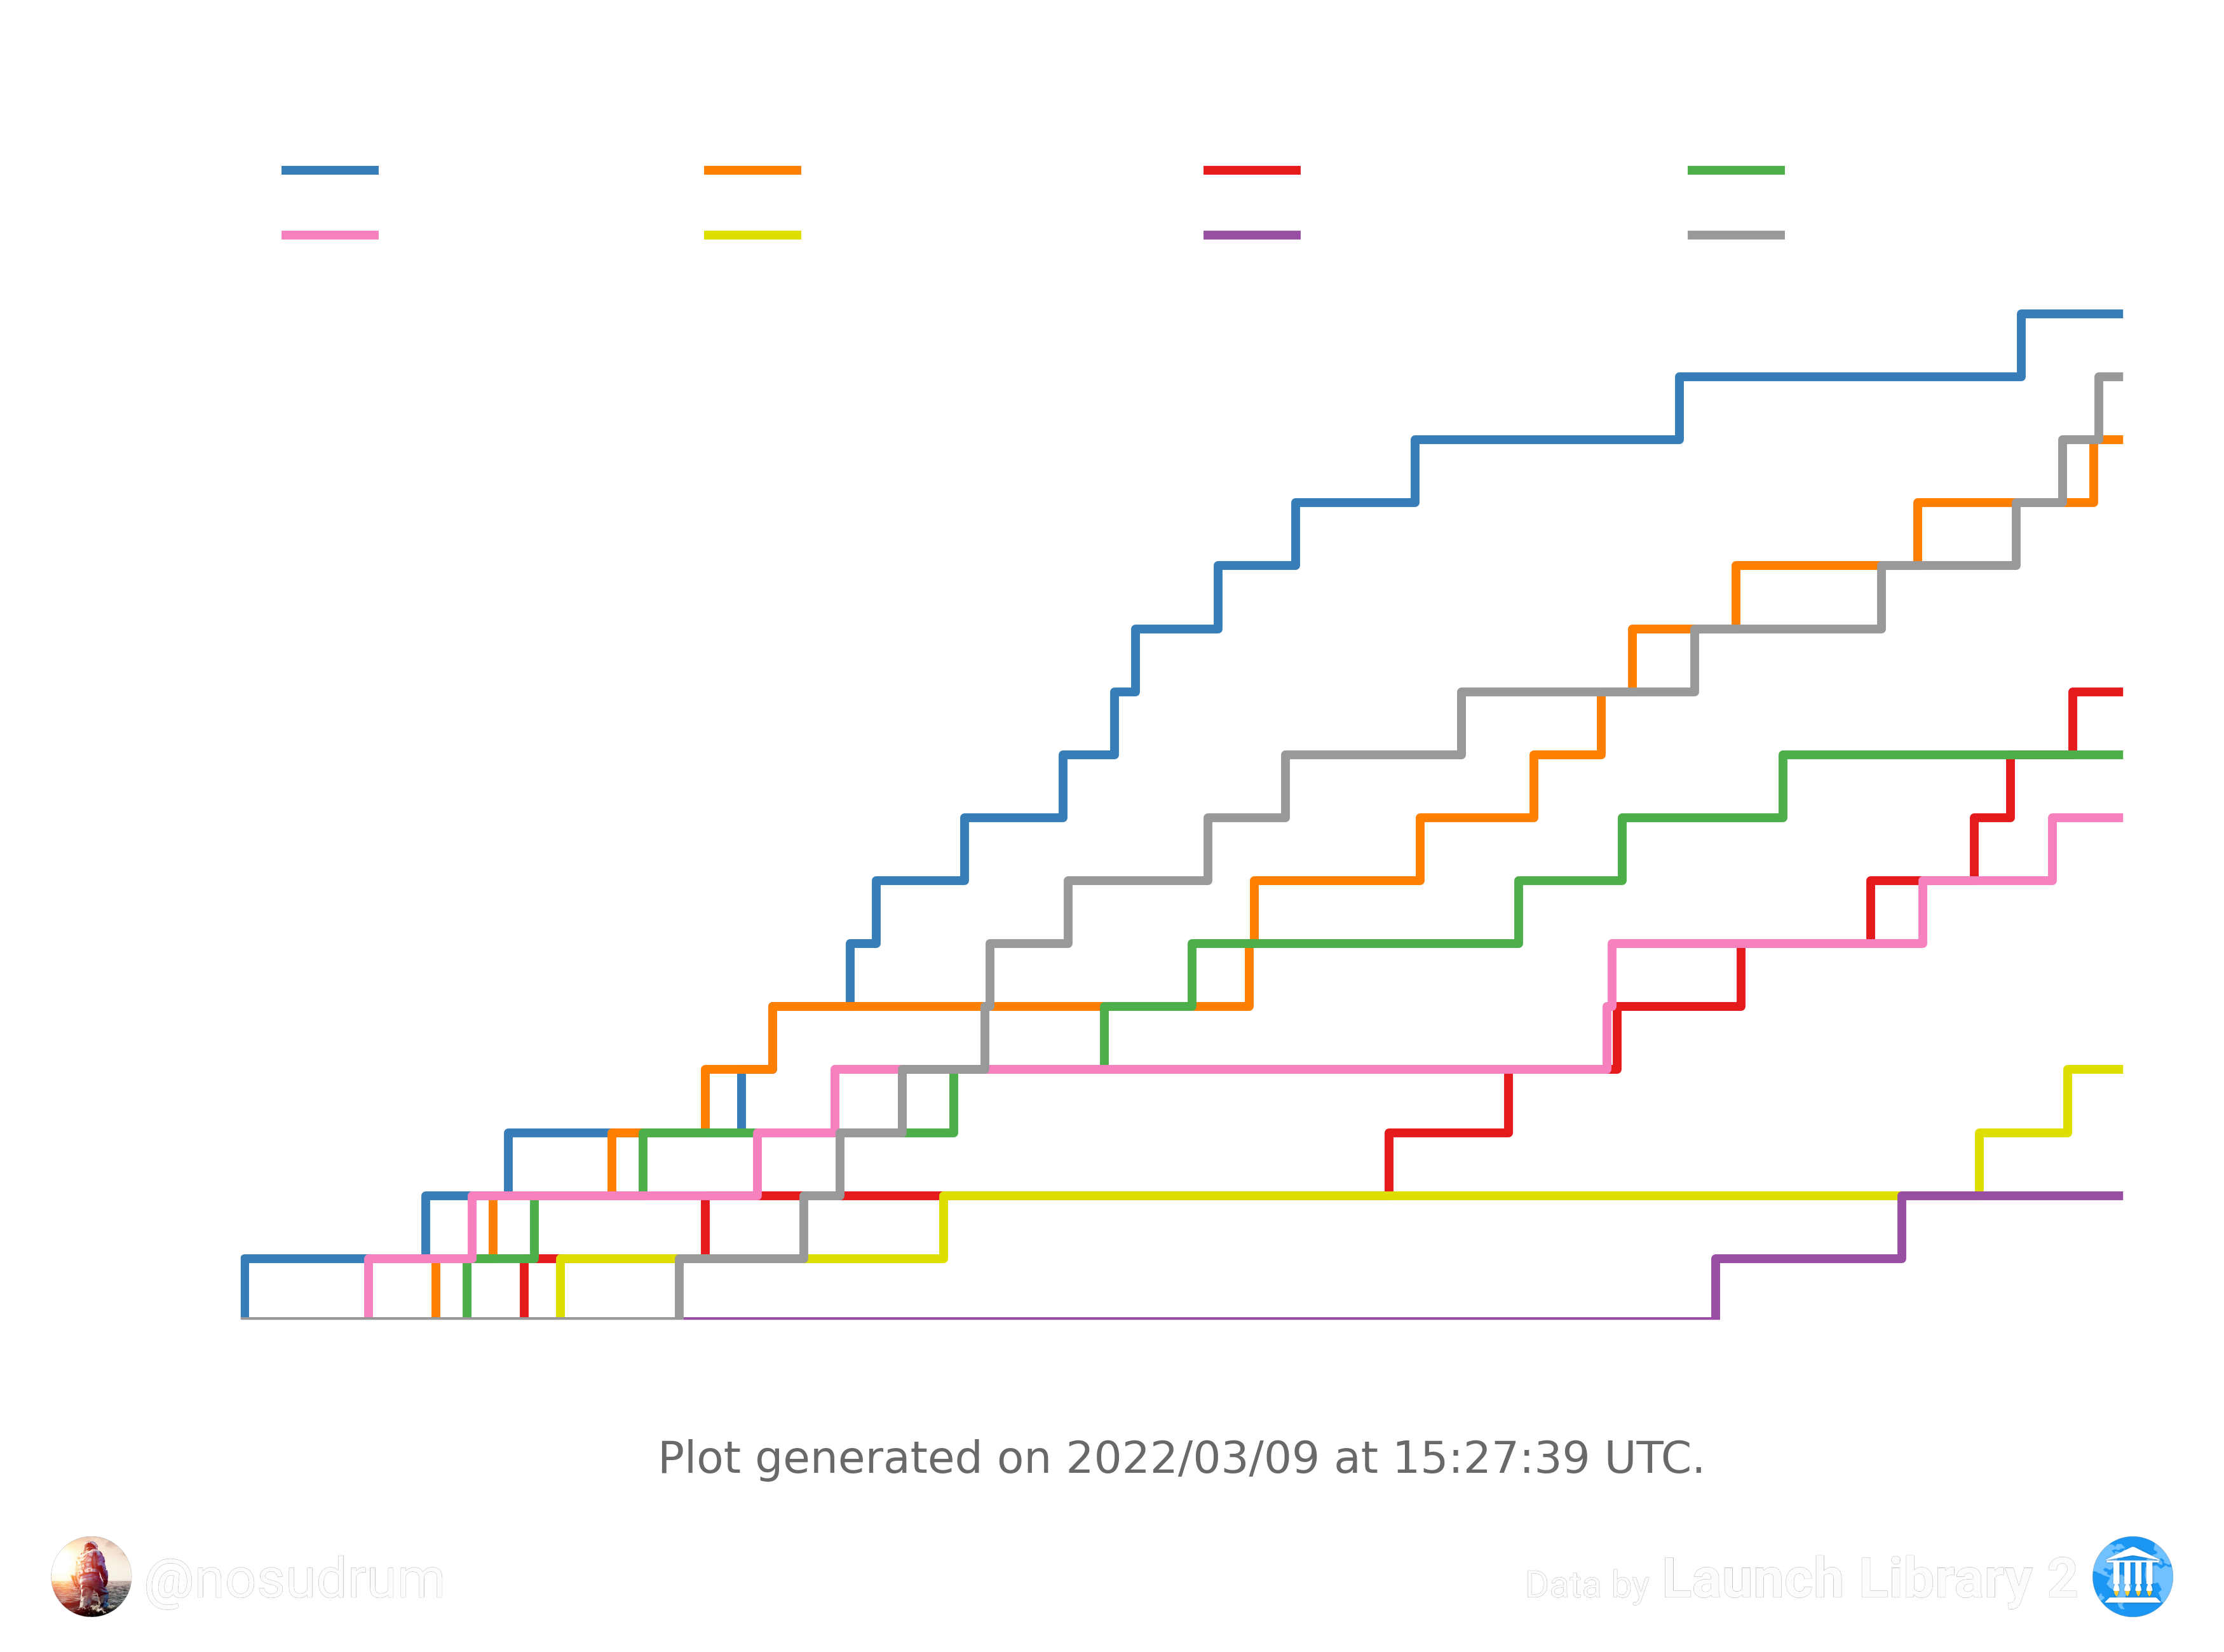 Plot generated on 2022/03/09 at 15:27:39 UTC.
@nosudrum
Data by Launch Library 2